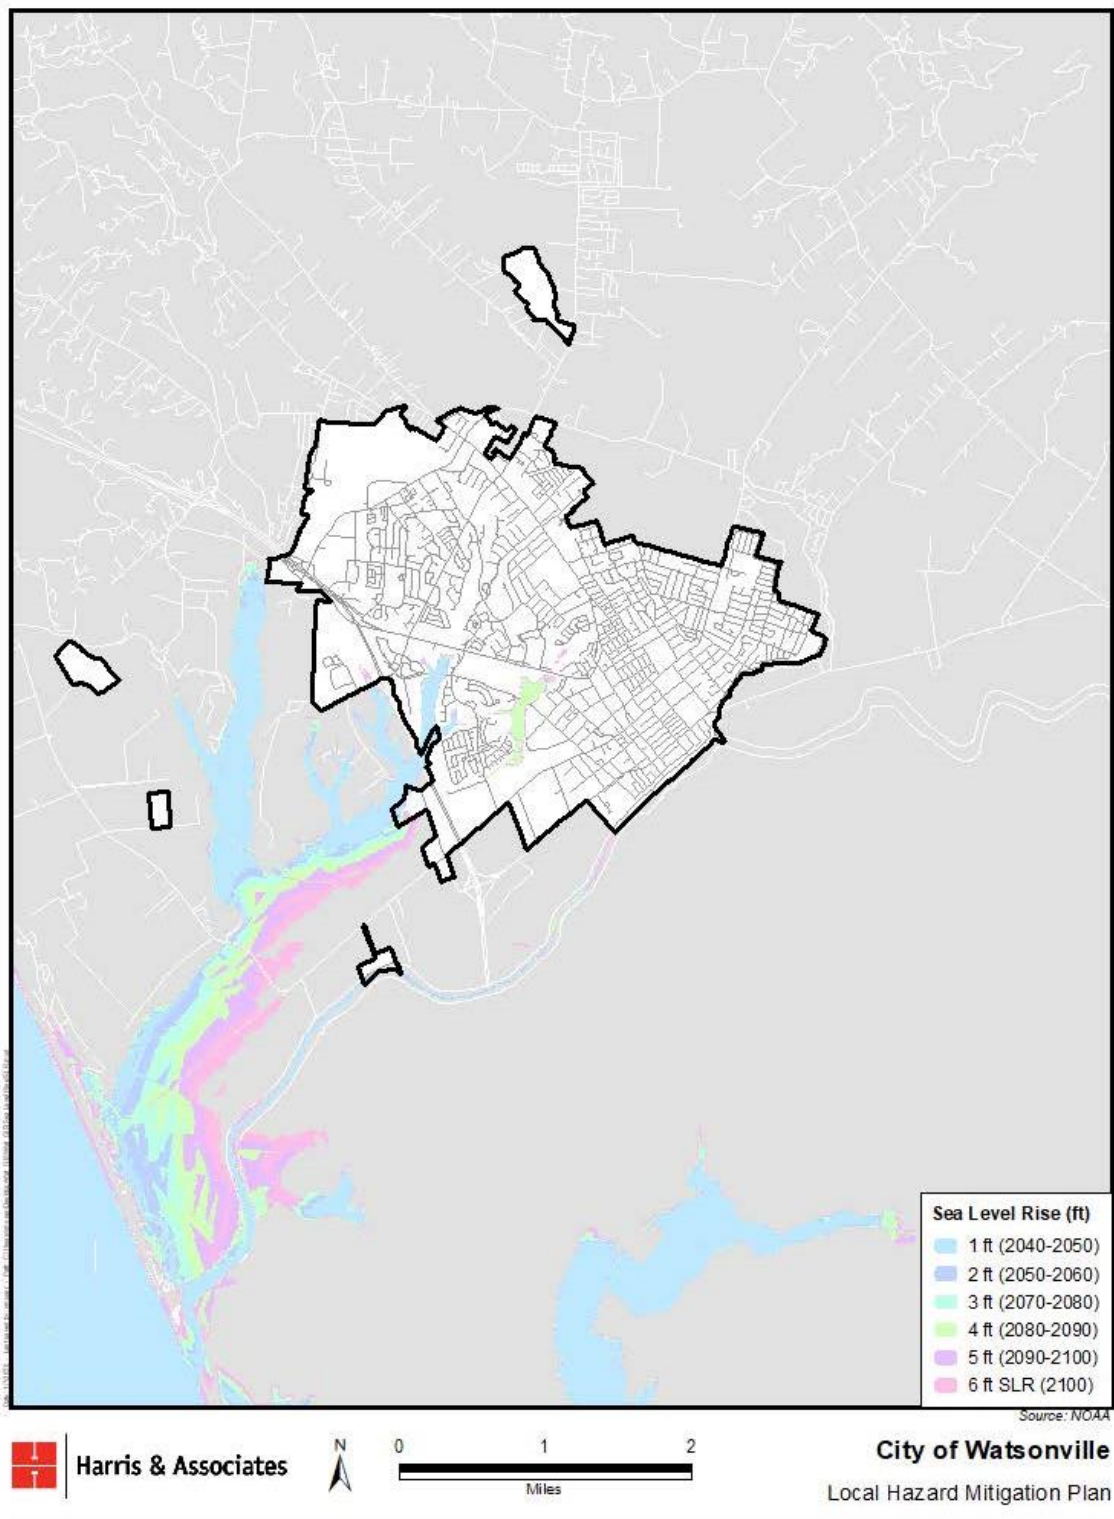 Sea Level Rise (ft)
1 ft (2040-2050)
2 ft (2050-2060)
3 ft (2070-2080)
4 ft (2080-2090)
5 ft (2090-2100)
6 ft SLR (2100)
Source: NOAA
Harris & Associates
N
0 1 2
Miles
City of Watsonville
Local Hazard Mitigation Plan